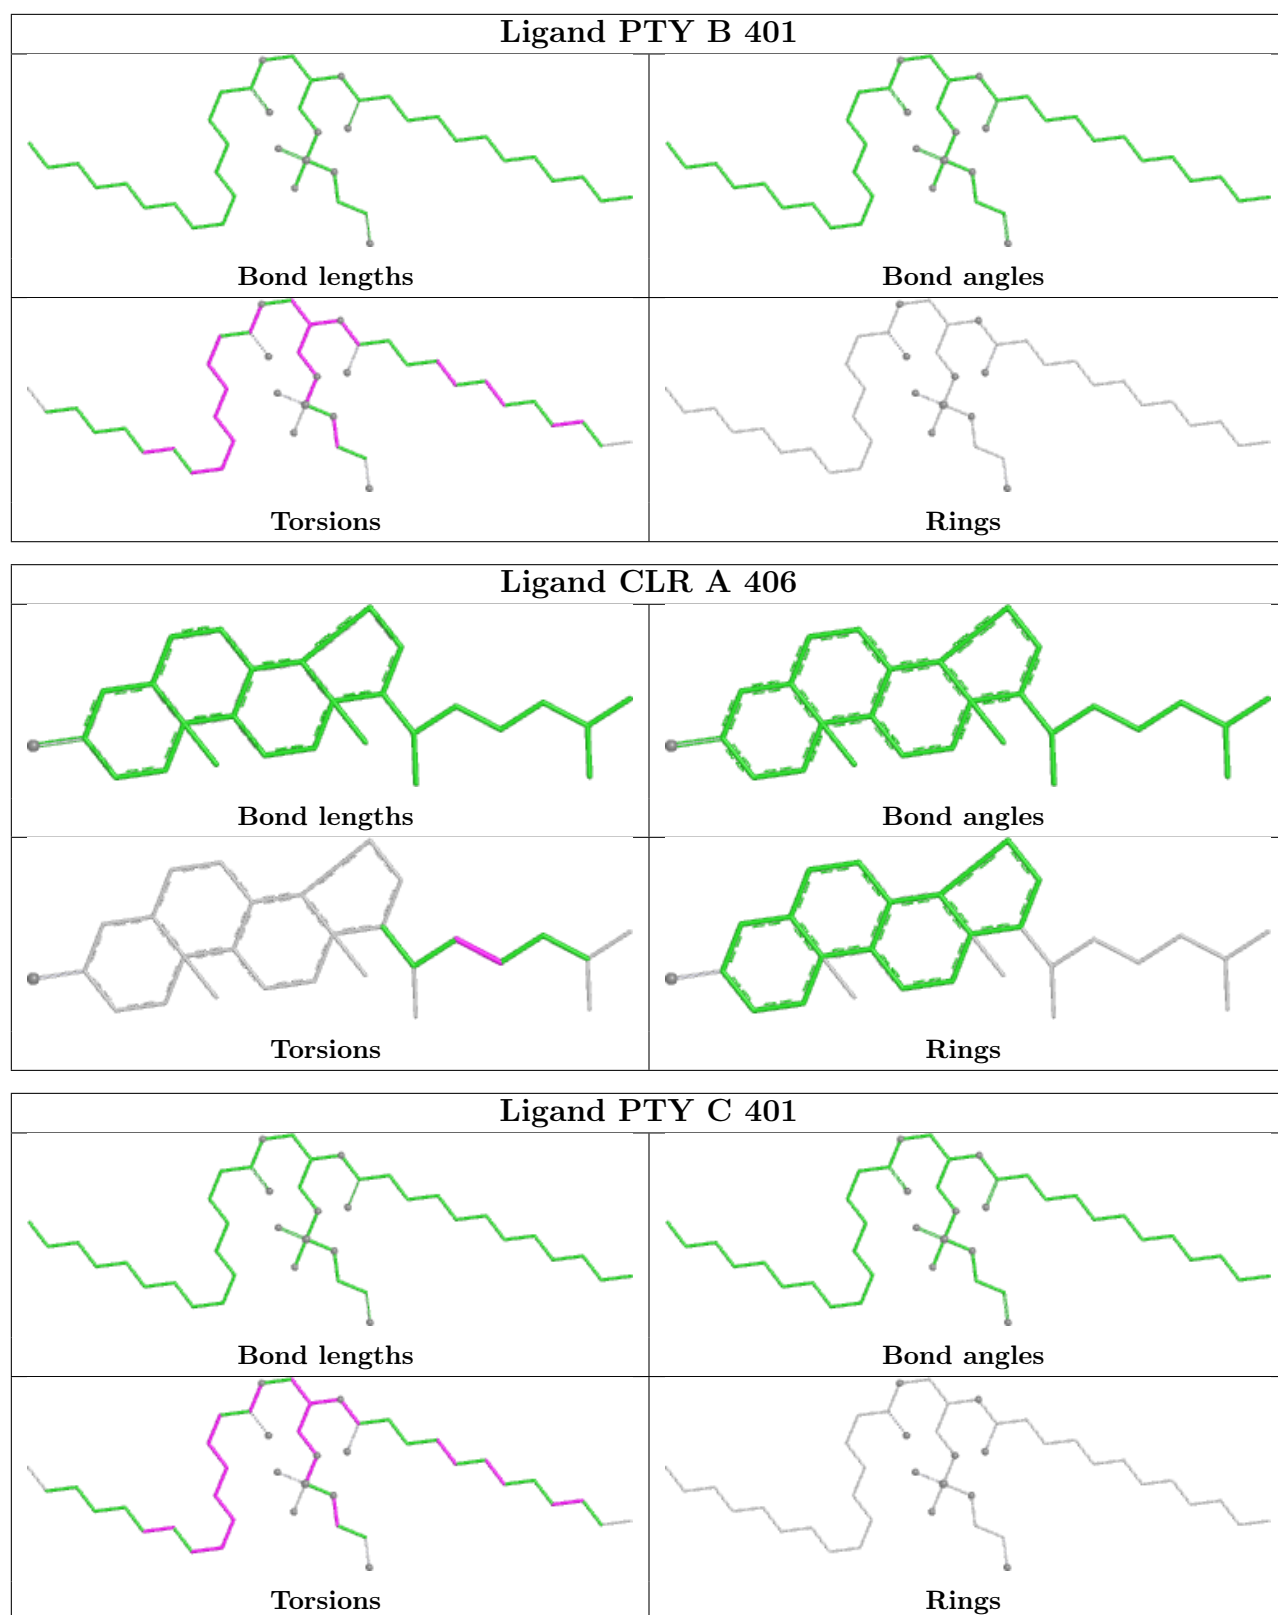 Ligand PTY B 401
Bond lengths
Bond angles
Torsions
Rings
Ligand CLR A 406
Bond lengths
Bond angles
Torsions
Rings
Ligand PTY C 401
Bond lengths
Bond angles
Torsions
Rings